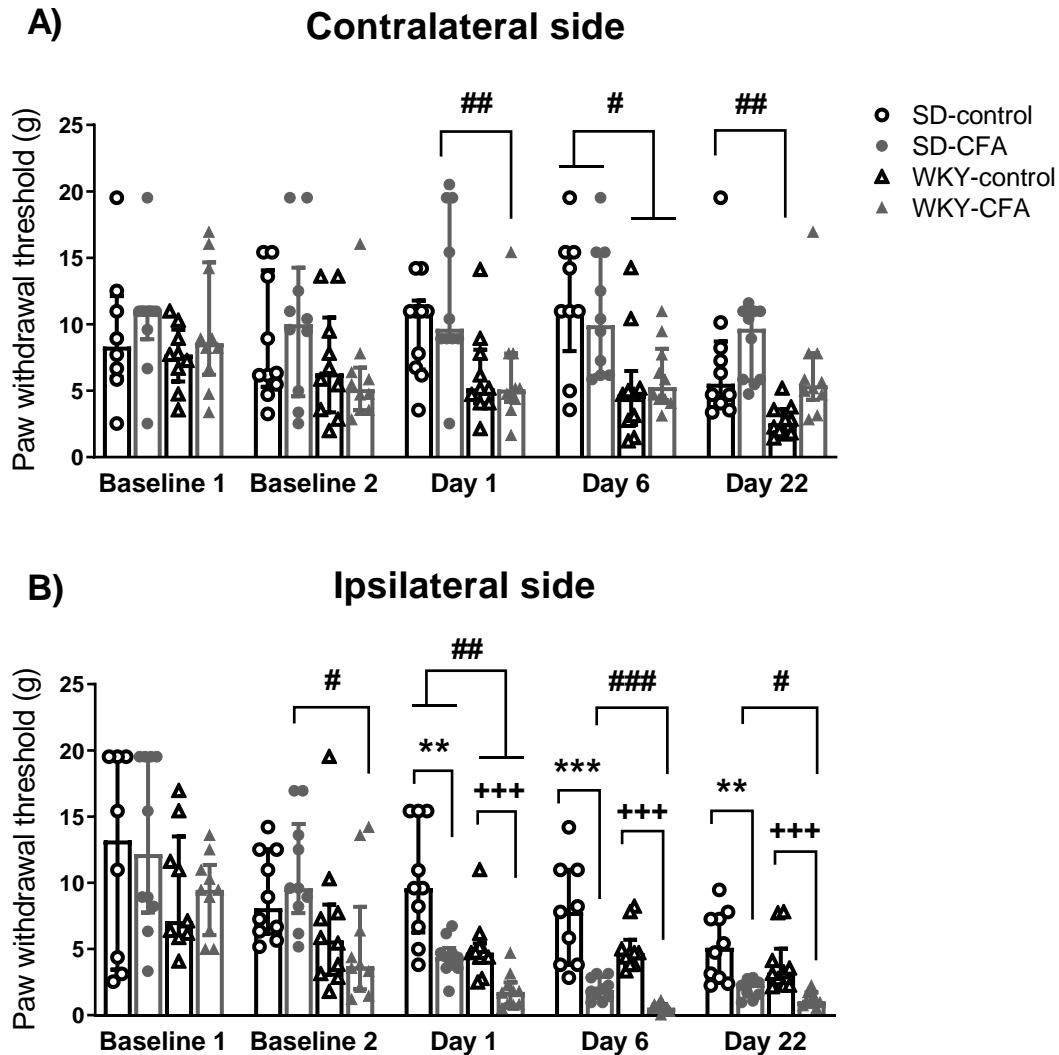 A)
Contralateral side
Paw withdrawal threshold (g)
25
20
15
10
5
0
##
#
##
SD-control
SD-CFA
WKY-control
WKY-CFA
Baseline 1
Baseline 2
Day 1
Day 6
Day 22
B)
Ipsilateral side
Paw withdrawal threshold (g)
25
20
15
10
5
0
#
##
**
+++
###
***
+++
#
**
+++
Baseline 1
Baseline 2
Day 1
Day 6
Day 22